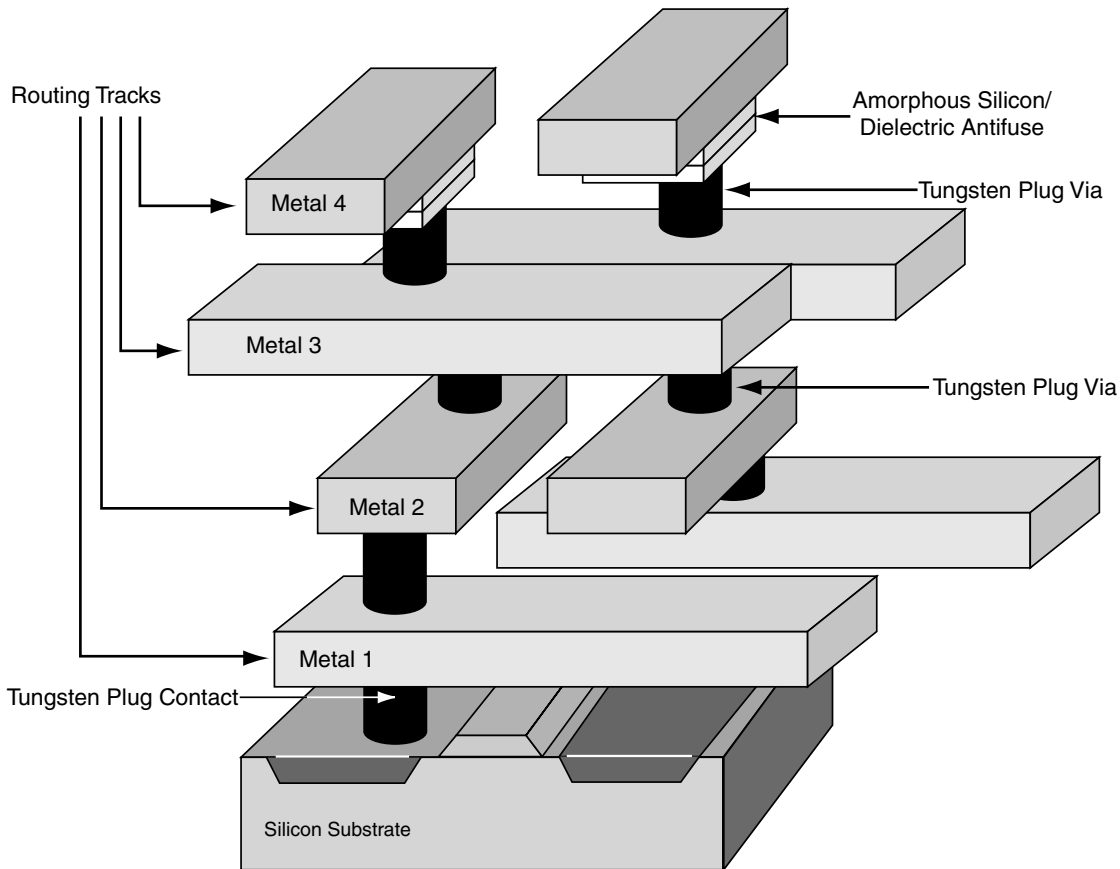 Routing Tracks
Amorphous Silicon/
Dielectric Antifuse
Metal 4
Tungsten Plug Via
Metal 3
Tungsten Plug Via
Metal 2
Metal 1
Tungsten Plug Contact
Silicon Substrate